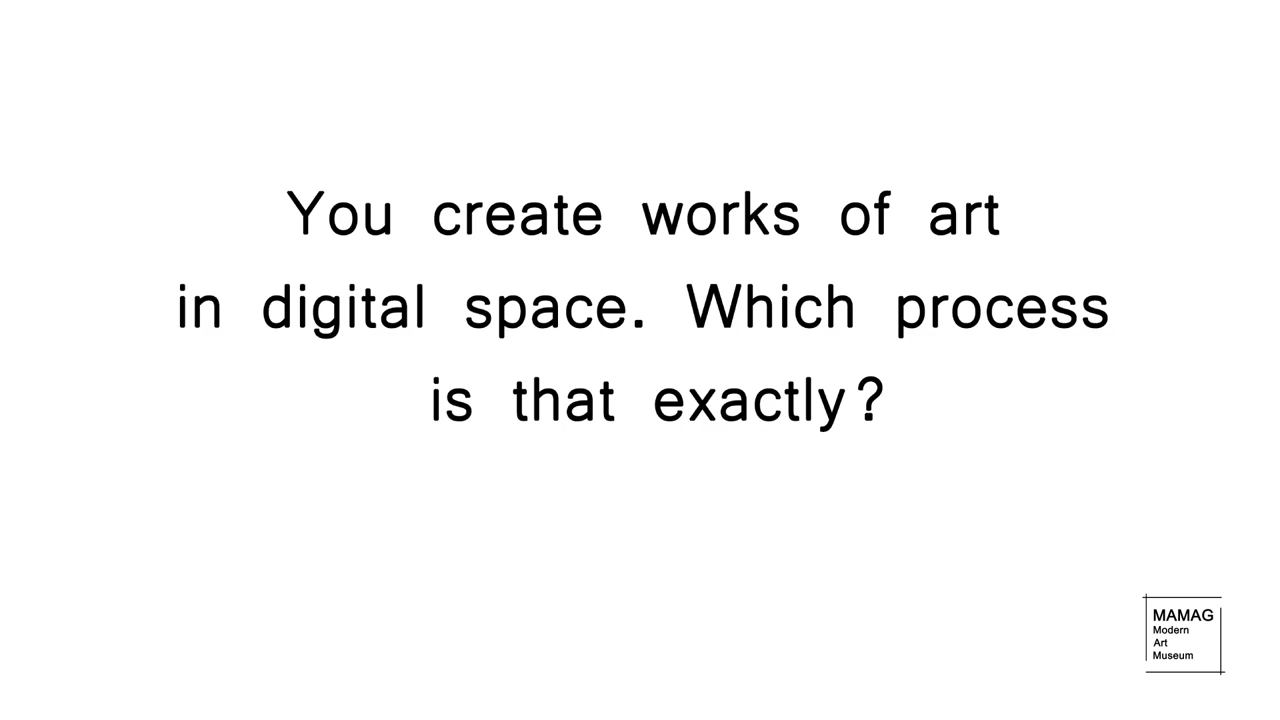 You create works of art
in digital space. Which process
is that exactly?
MAMAG
Modern
Art
Museum